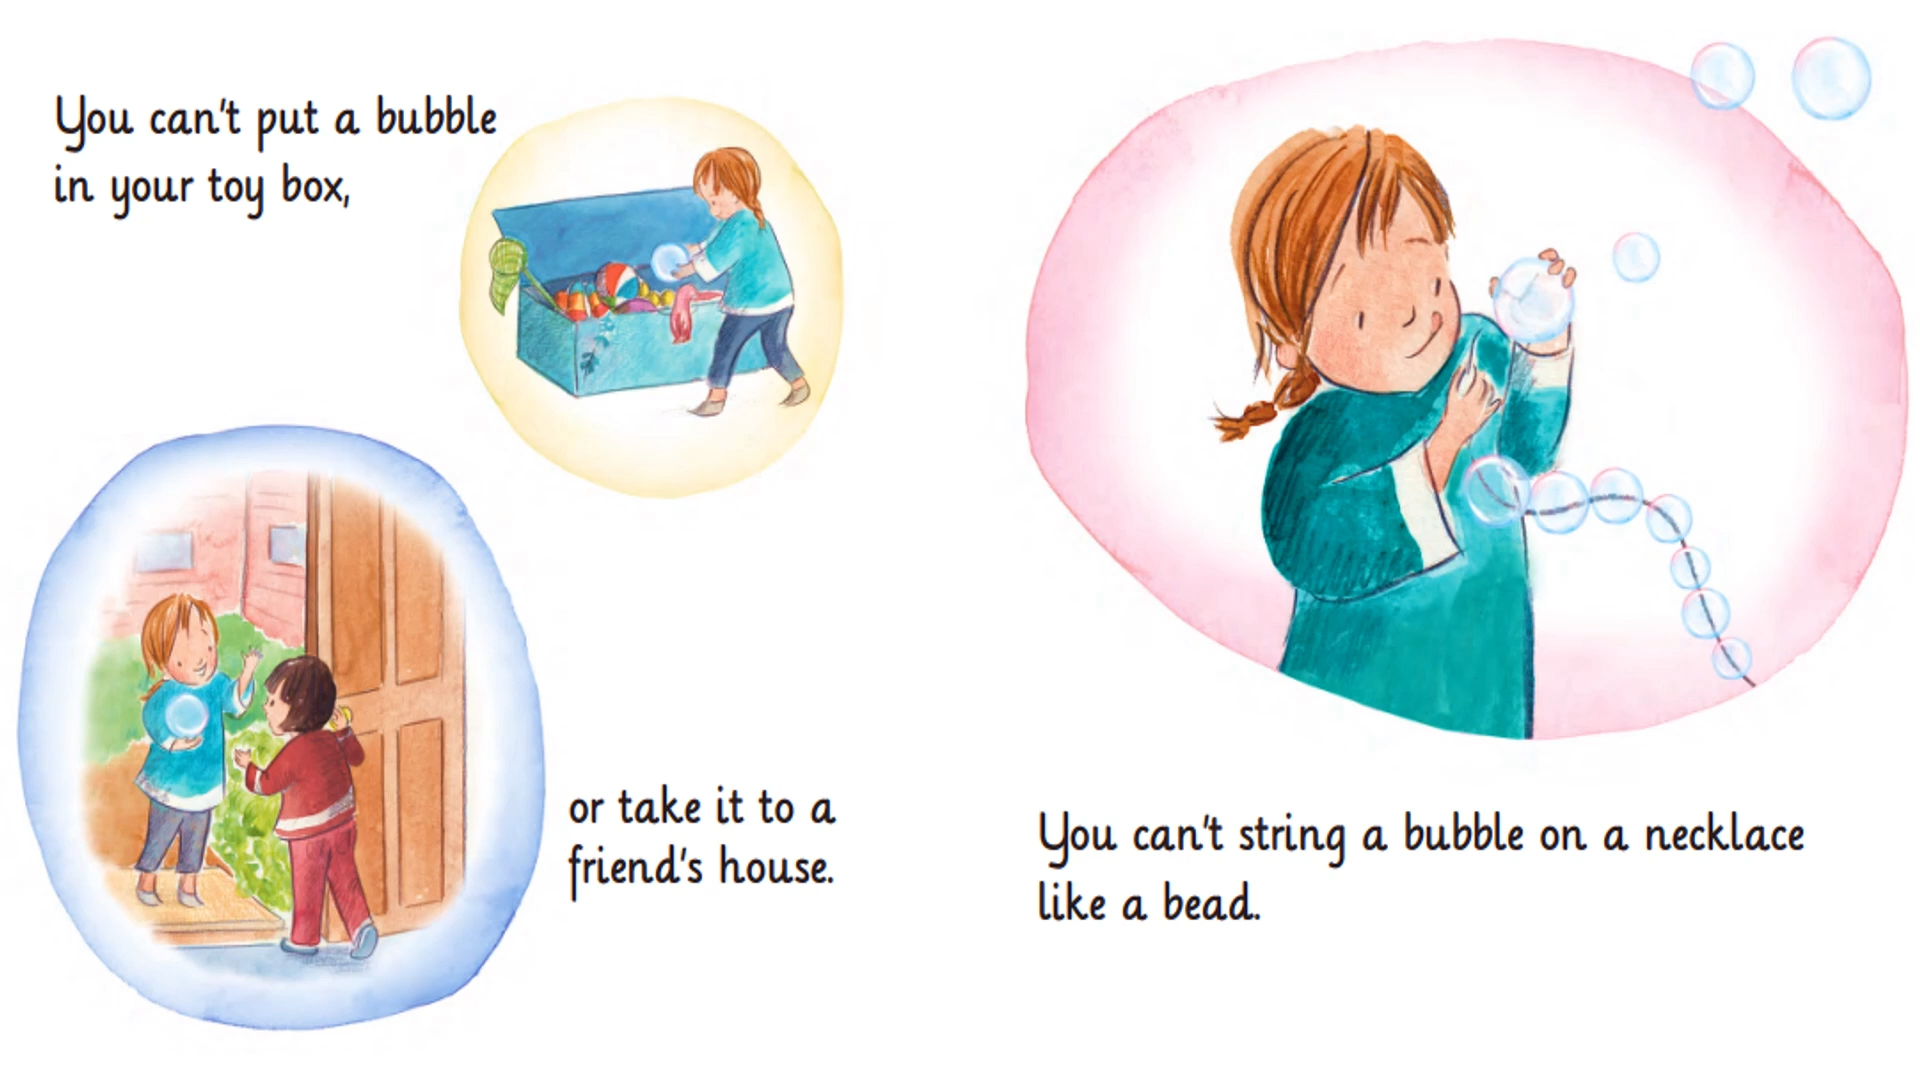 You can't put a bubble
in your toy box,
or take it to a
friend's house.
You can't string a bubble on a necklace
like a bead.